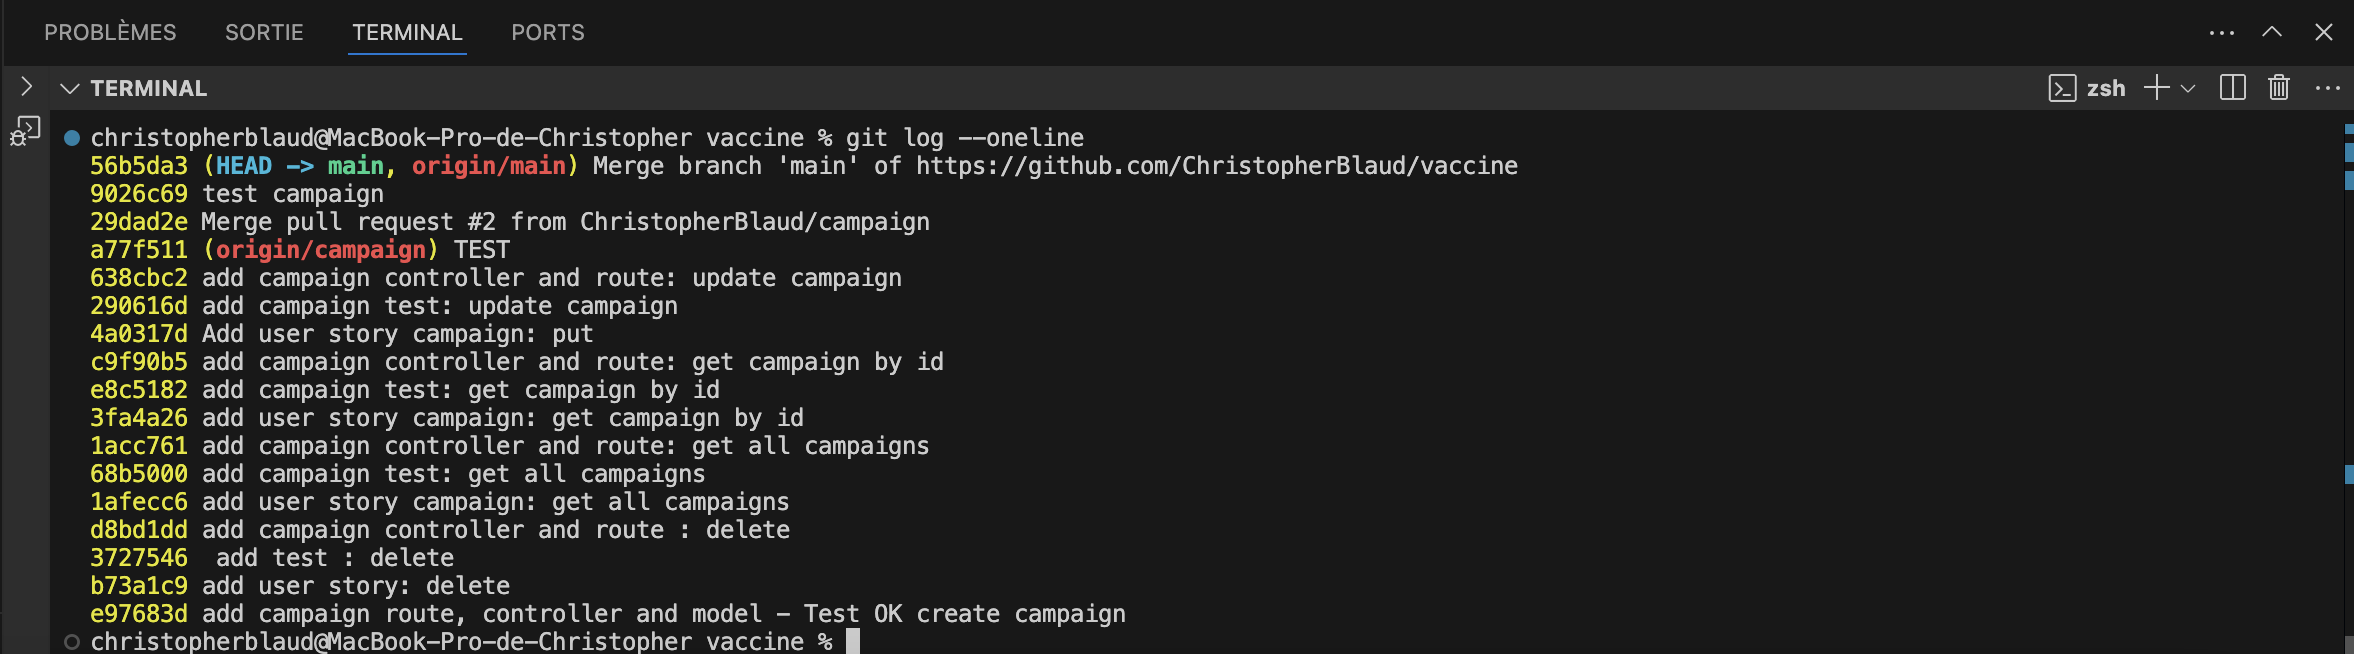 PROBLÈMES SORTIE TERMINAL PORTS
TERMINAL zsh
christopherblaud@MacBook-Pro-de-Christopher vaccine % git log --oneline
56b5da3 (HEAD -> main, origin/main) Merge branch 'main' of https://github.com/ChristopherBlaud/vaccine
9026c69 test campaign
29dad2e Merge pull request #2 from ChristopherBlaud/campaign
a77f511 (origin/campaign) TEST
638cbc2 add campaign controller and route: update campaign
290616d add campaign test: update campaign
4a0317d Add user story campaign: put
c9f90b5 add campaign controller and route: get campaign by id
e8c5182 add campaign test: get campaign by id
3fa4a26 add user story campaign: get campaign by id
1acc761 add campaign controller and route: get all campaigns
68b5000 add campaign test: get all campaigns
1afecc6 add user story campaign: get all campaigns
d8bd1dd add campaign controller and route : delete
3727546  add test : delete
b73a1c9 add user story: delete
e97683d add campaign route, controller and model - Test OK create campaign
christopherblaud@MacBook-Pro-de-Christopher vaccine %